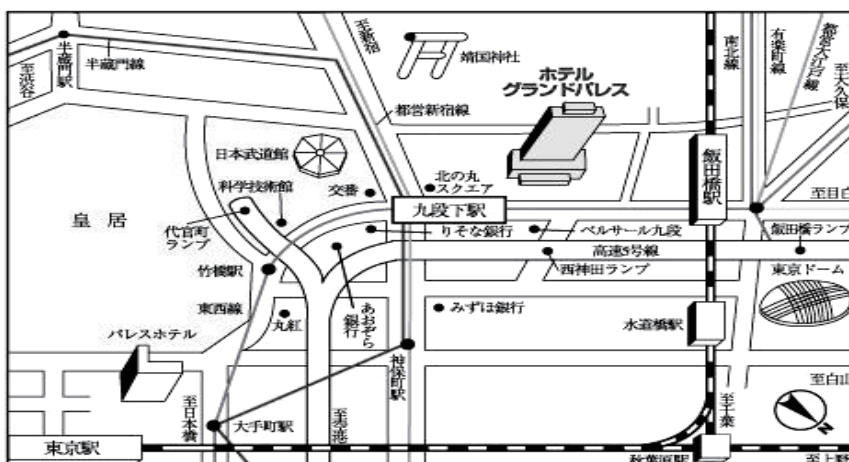 至渋谷
半蔵門駅
半蔵門線
至新宿
靖国神社
ホテル
グランドパレス
都営新宿線
南北線
有楽町線
都営大江戸線
至大久保
日本武道館
科学技術館
交番
北の丸
スクエア
飯田橋駅
至目白
皇居
代官町
ランプ
九段下駅
りそな銀行
ベルサール九段
飯田橋ランプ
高速5号線
竹橋駅
西神田ランプ
東京ドーム
東西線
丸紅
あおぞら
銀行
みずほ銀行
水道橋駅
パレスホテル
神保町駅
至白山
至日本橋
大手町駅
至芝浦
至千葉
N
東京駅
秋葉原駅
至上野